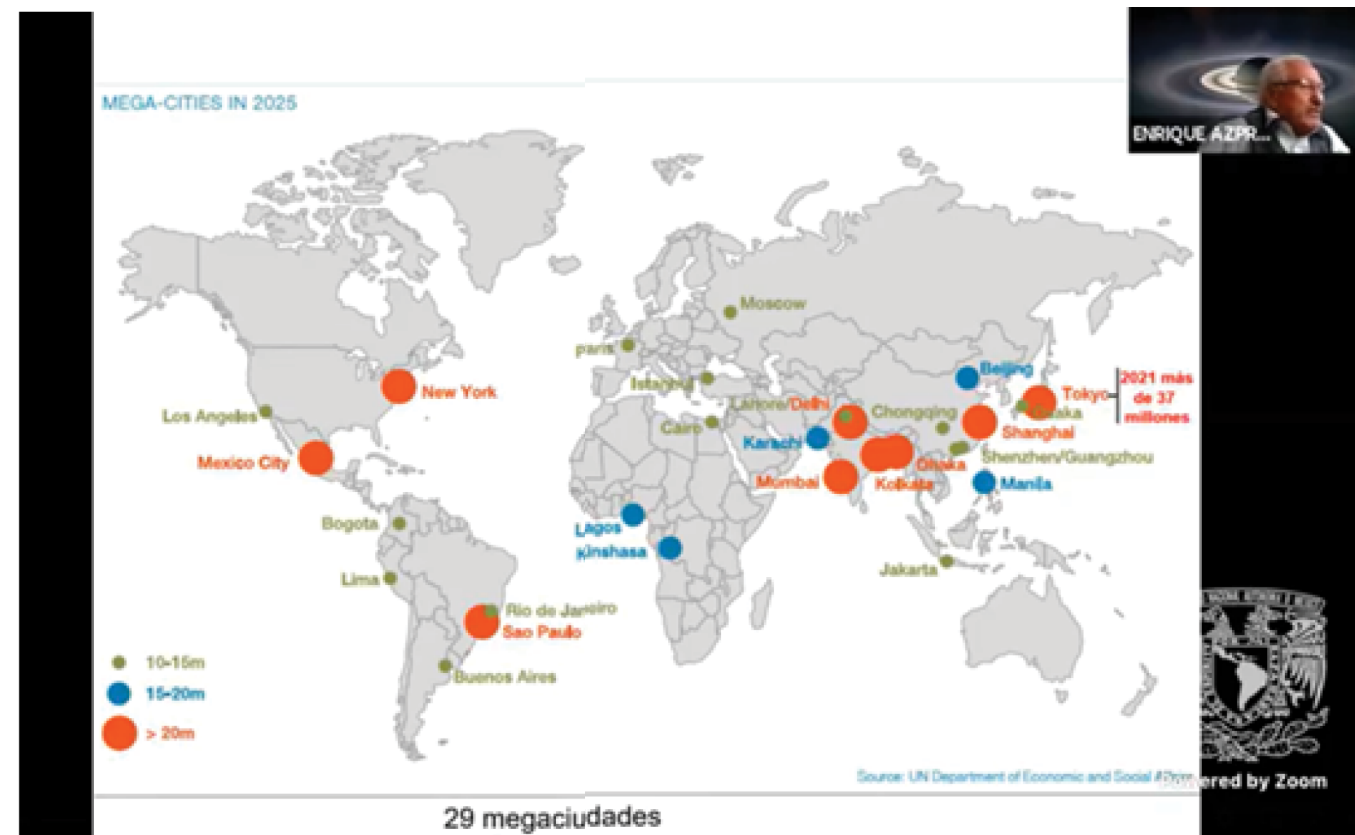 MEGA-CITIES IN 2025
ENRIQUE AZPR...
Moscow
paris
Istanbul
Beijing
New York
Tokyo
2021 más
de 37
millones
Los Angeles
Lahore/Delhi
Chongqing
Osaka
Cairo
Karachi
Shanghai
Mexico City
Dhaka
Shenzhen/Guangzhou
Mumbai
Kolkata
Manila
Bogota
Lagos
Kinshasa
Jakarta
Lima
Rio de Janeiro
Sao Paulo
Buenos Aires
10-15m
15-20m
> 20m
Source: UN Department of Economic and Social
Powered by Zoom
29 megaciudades